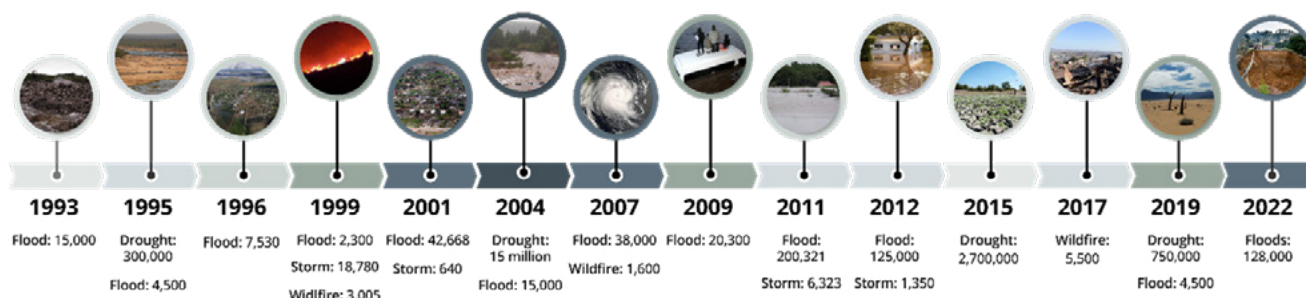 1993
Flood: 15,000
1995
Drought:
300,000
Flood: 4,500
1996
Flood: 7,530
1999
Flood: 2,300
Storm: 18,780
Widlfire: 3,005
2001
Flood: 42,668
Storm: 640
2004
Drought:
15 million
Flood: 15,000
2007
Flood: 38,000
Wildfire: 1,600
2009
Flood: 20,300
2011
Flood:
200,321
Storm: 6,323
2012
Flood:
125,000
Storm: 1,350
2015
Drought:
2,700,000
2017
Wildfire:
5,500
2019
Drought:
750,000
Flood: 4,500
2022
Floods:
128,000